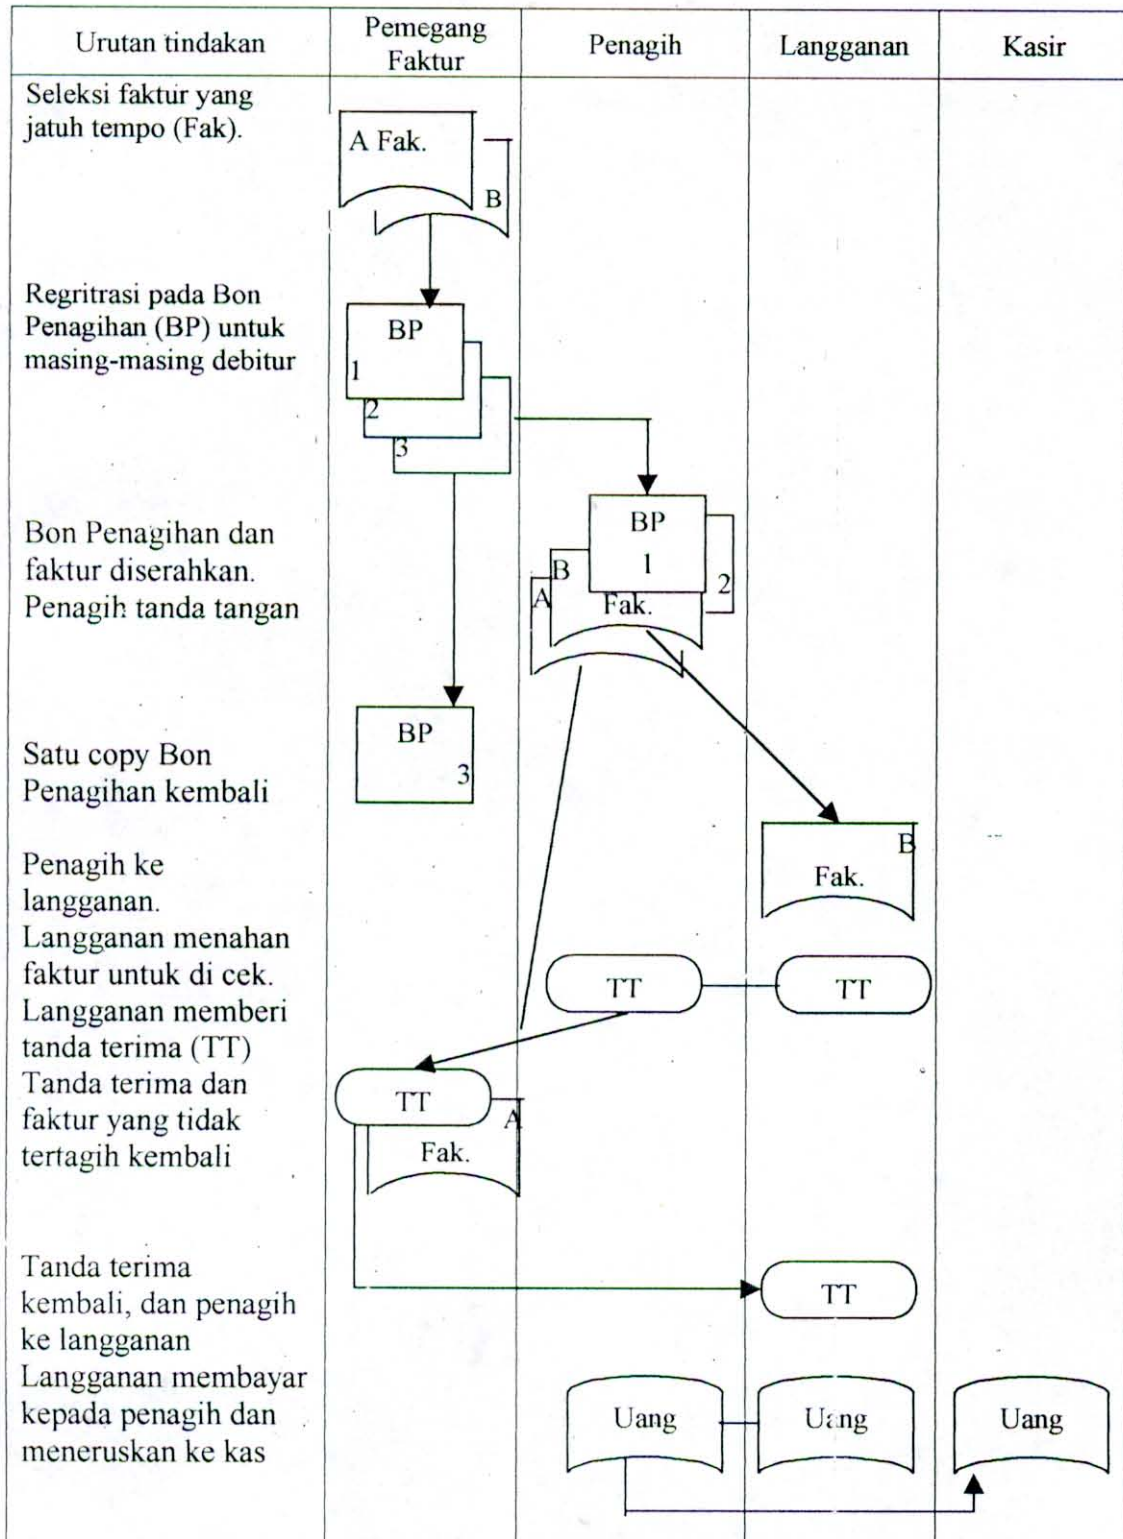 Urutan tindakan
Pemegang
Faktur
Penagih
Langganan
Kasir
Seleksi faktur yang
jatuh tempo (Fak).
A Fak.
B
Regritrasi pada Bon
Penagihan (BP) untuk
masing-masing debitur
BP
1
2
3
Bon Penagihan dan
faktur diserahkan.
Penagih tanda tangan
BP
1
2
B
A
Fak.
Satu copy Bon
Penagihan kembali
BP
3
Penagih ke
langganan.
Langganan menahan
faktur untuk di cek.
Langganan memberi
tanda terima (TT)
B
Fak.
TT
TT
Tanda terima dan
faktur yang tidak
tertagih kembali
TT
A
Fak.
Tanda terima
kembali, dan penagih
ke langganan
TT
Langganan membayar
kepada penagih dan
meneruskan ke kas
Uang
Uang
Uang